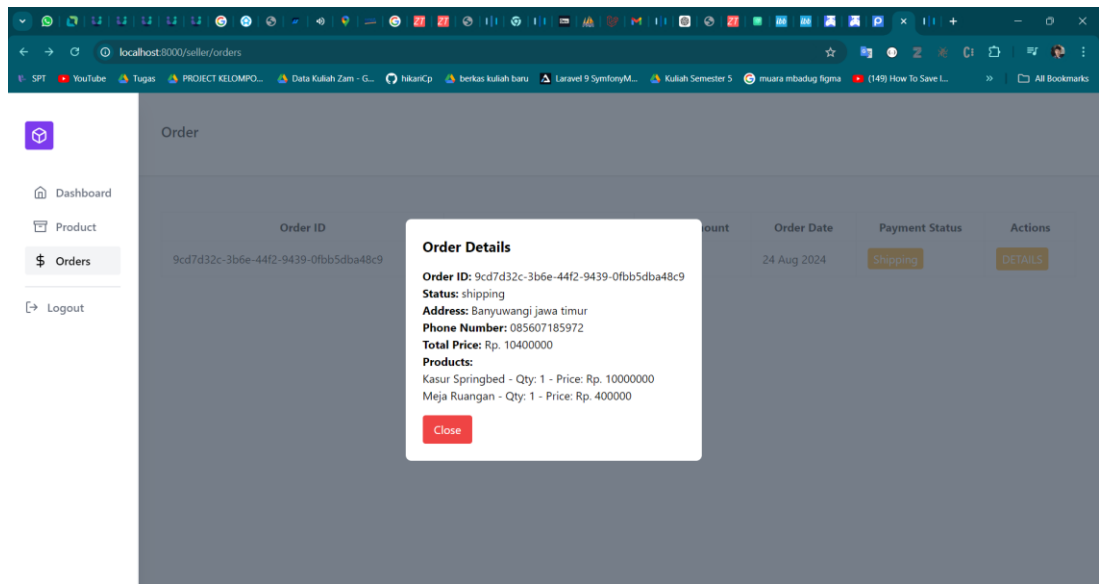 localhost:8000/seller/orders
SPT YouTube Tugas PROJECT KELOMPO... Data Kuliah Zam - G... hikariCp berkas kuliah baru Laravel 9 SymfonyM... Kuliah Semester 5 muara mbadug figma (149) How To Save I... All Bookmarks
Order
Dashboard
Product
Orders
Logout
Order ID ount Order Date Payment Status Actions
9cd7d32c-3b6e-44f2-9439-0fbb5dba48c9 24 Aug 2024 Shipping DETAILS
Order Details
Order ID: 9cd7d32c-3b6e-44f2-9439-0fbb5dba48c9
Status: shipping
Address: Banyuwangi jawa timur
Phone Number: 085607185972
Total Price: Rp. 10400000
Products:
Kasur Springbed - Qty: 1 - Price: Rp. 10000000
Meja Ruangan - Qty: 1 - Price: Rp. 400000
Close